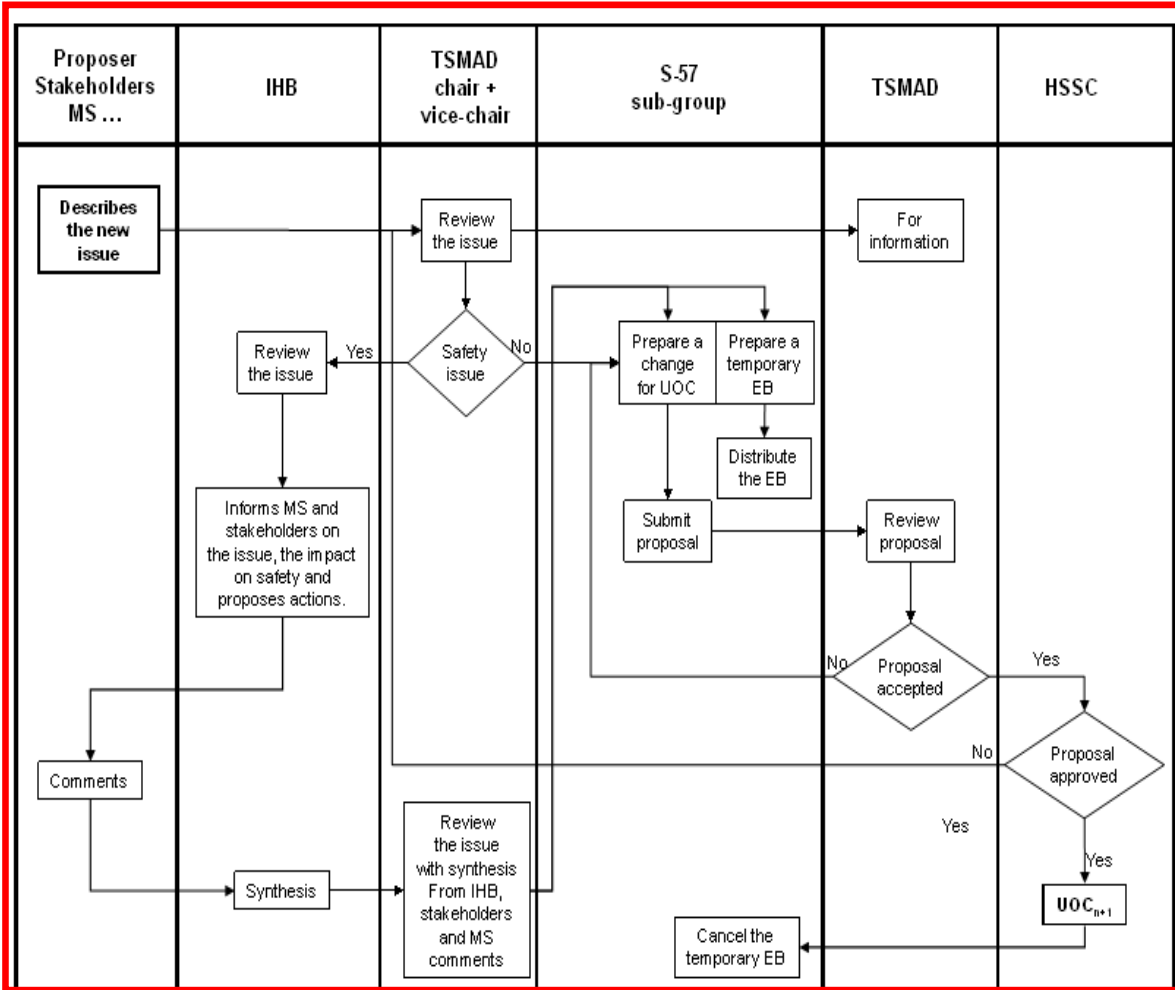 Proposer
Stakeholders
MS ...
IHB
TSMAD
chair +
vice-chair
S-57
sub-group
TSMAD
HSSC
Describes
the new
issue
Review
the issue
For
information
Review
the issue
Yes
Safety
issue
No
Prepare a
change
for UOC
Prepare a
temporary
EB
Distribute
the EB
Informs MS and
stakeholders on
the issue, the impact
on safety and
proposes actions.
Submit
proposal
Review
proposal
No
Proposal
accepted
Yes
No
Proposal
approved
Comments
Yes
Yes
Synthesis
Review
the issue
with synthesis
From IHB,
stakeholders
and MS
comments
UOCn+1
Cancel the
temporary EB